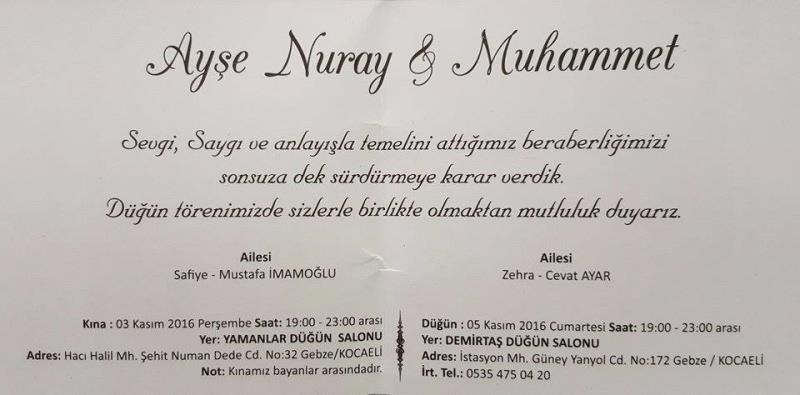 Ayşe Nuray & Muhammet
Sevgi, Saygı ve anlayışla temelini attığımız beraberliğimizi
sonsuza dek sürdürmeye karar verdik.
Düğün törenimizde sizlerle birlikte olmaktan mutluluk duyarız.
Ailesi
Safiye - Mustafa İMAMOĞLU
Ailesi
Zehra - Cevat AYAR
Kına : 03 Kasım 2016 Perşembe Saat: 19:00 - 23:00 arası
Yer: YAMANLAR DÜĞÜN SALONU
Adres: Hacı Halil Mh. Şehit Numan Dede Cd. No:32 Gebze/KOCAELİ
Not: Kınamız bayanlar arasındadır.
Düğün : 05 Kasım 2016 Cumartesi Saat: 19:00 - 23:00 arası
Yer: DEMİRTAŞ DÜĞÜN SALONU
Adres: İstasyon Mh. Güney Yanyol Cd. No:172 Gebze / KOCAELİ
İrt. Tel.: 0535 475 04 20